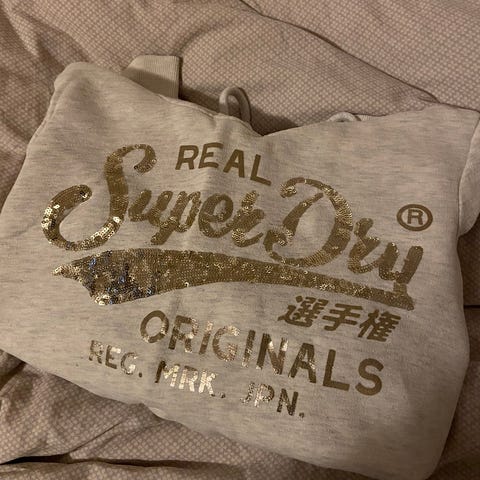 REAL
SuperDry ®
選手権
ORIGINALS
REG. MRK. JPN.